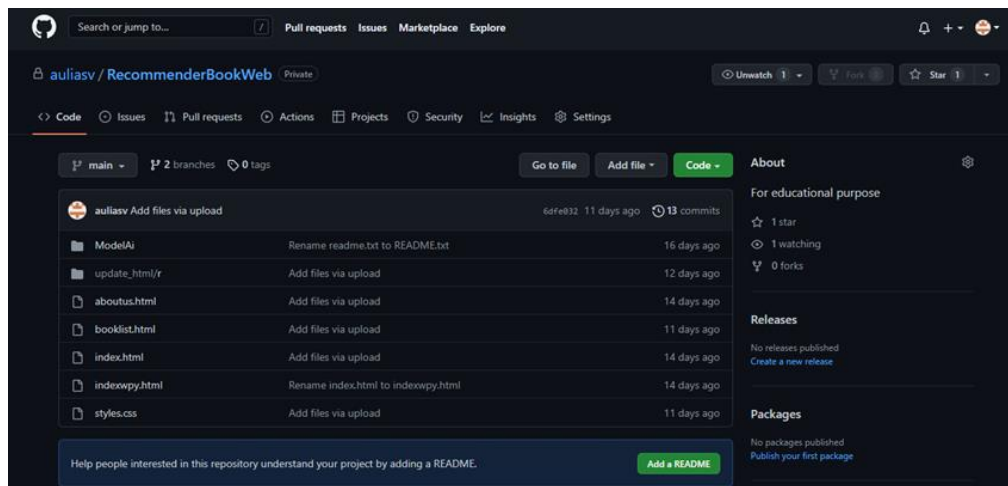 Search or jump to... / Pull requests Issues Marketplace Explore
auliasv / RecommenderBookWeb Private
Unwatch 1 Fork 0 Star 1
Code Issues Pull requests Actions Projects Security Insights Settings
main 2 branches 0 tags Go to file Add file Code
auliasv Add files via upload 6dfe032 11 days ago 13 commits
ModelAi Rename readme.txt to README.txt 16 days ago
update_html/r Add files via upload 12 days ago
aboutus.html Add files via upload 14 days ago
booklist.html Add files via upload 11 days ago
index.html Add files via upload 14 days ago
indexwpy.html Rename index.html to indexwpy.html 14 days ago
styles.css Add files via upload 11 days ago
Help people interested in this repository understand your project by adding a README. Add a README
About
For educational purpose
1 star
1 watching
0 forks
Releases
No releases published
Create a new release
Packages
No packages published
Publish your first package